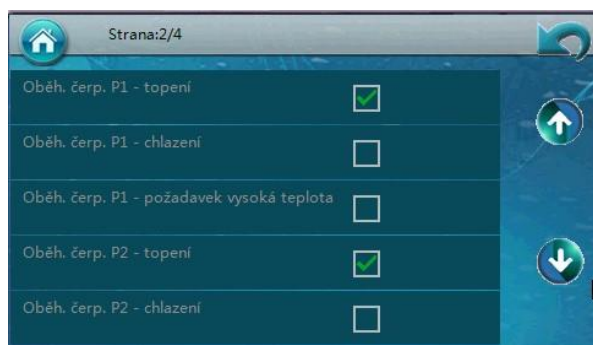 Strana:2/4
Oběh. čerp. P1 - topení
Oběh. čerp. P1 - chlazení
Oběh. čerp. P1 - požadavek vysoká teplota
Oběh. čerp. P2 - topení
Oběh. čerp. P2 - chlazení